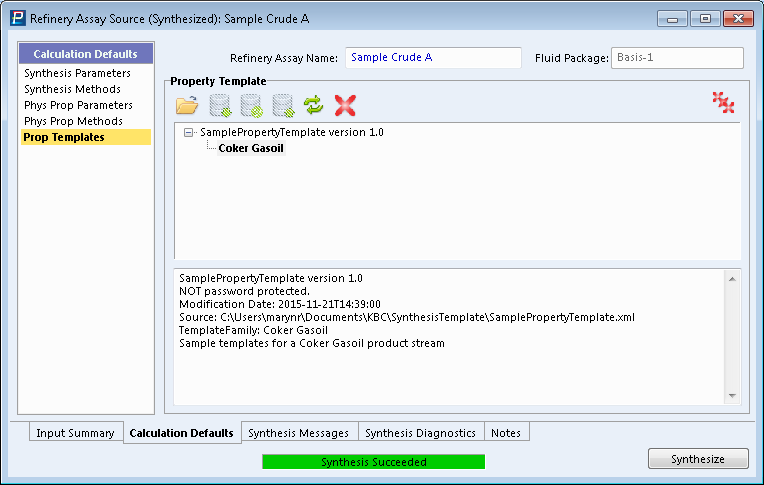 Refinery Assay Source (Synthesized): Sample Crude A
Calculation Defaults
Synthesis Parameters
Synthesis Methods
Phys Prop Parameters
Phys Prop Methods
Prop Templates
Refinery Assay Name: Sample Crude A Fluid Package: Basis-1
Property Template
SamplePropertyTemplate version 1.0
Coker Gasoil
SamplePropertyTemplate version 1.0
NOT password protected.
Modification Date: 2015-11-21T14:39:00
Source: C:\Users\marynr\Documents\KBC\SynthesisTemplate\SamplePropertyTemplate.xml
TemplateFamily: Coker Gasoil
Sample templates for a Coker Gasoil product stream
Input Summary Calculation Defaults Synthesis Messages Synthesis Diagnostics Notes
Synthesis Succeeded
Synthesize